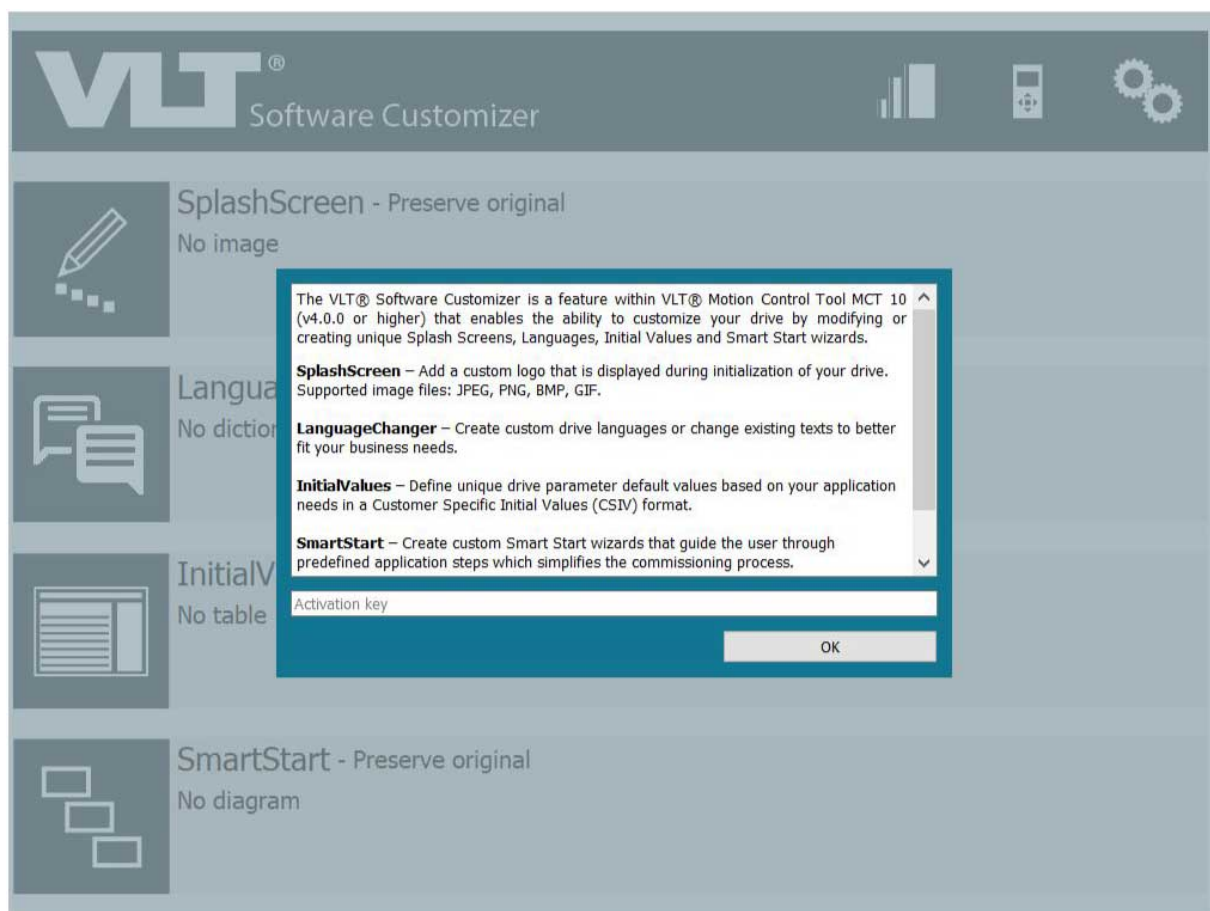 VLT®
Software Customizer
SplashScreen - Preserve original
No image
The VLT® Software Customizer is a feature within VLT® Motion Control Tool MCT 10
(v4.0.0 or higher) that enables the ability to customize your drive by modifying or
creating unique Splash Screens, Languages, Initial Values and Smart Start wizards.
SplashScreen – Add a custom logo that is displayed during initialization of your drive.
Supported image files: JPEG, PNG, BMP, GIF.
Langua
No diction
LanguageChanger – Create custom drive languages or change existing texts to better
fit your business needs.
InitialValues – Define unique drive parameter default values based on your application
needs in a Customer Specific Initial Values (CSIV) format.
SmartStart – Create custom Smart Start wizards that guide the user through
predefined application steps which simplifies the commissioning process.
InitialV
No table
Activation key
OK
SmartStart - Preserve original
No diagram